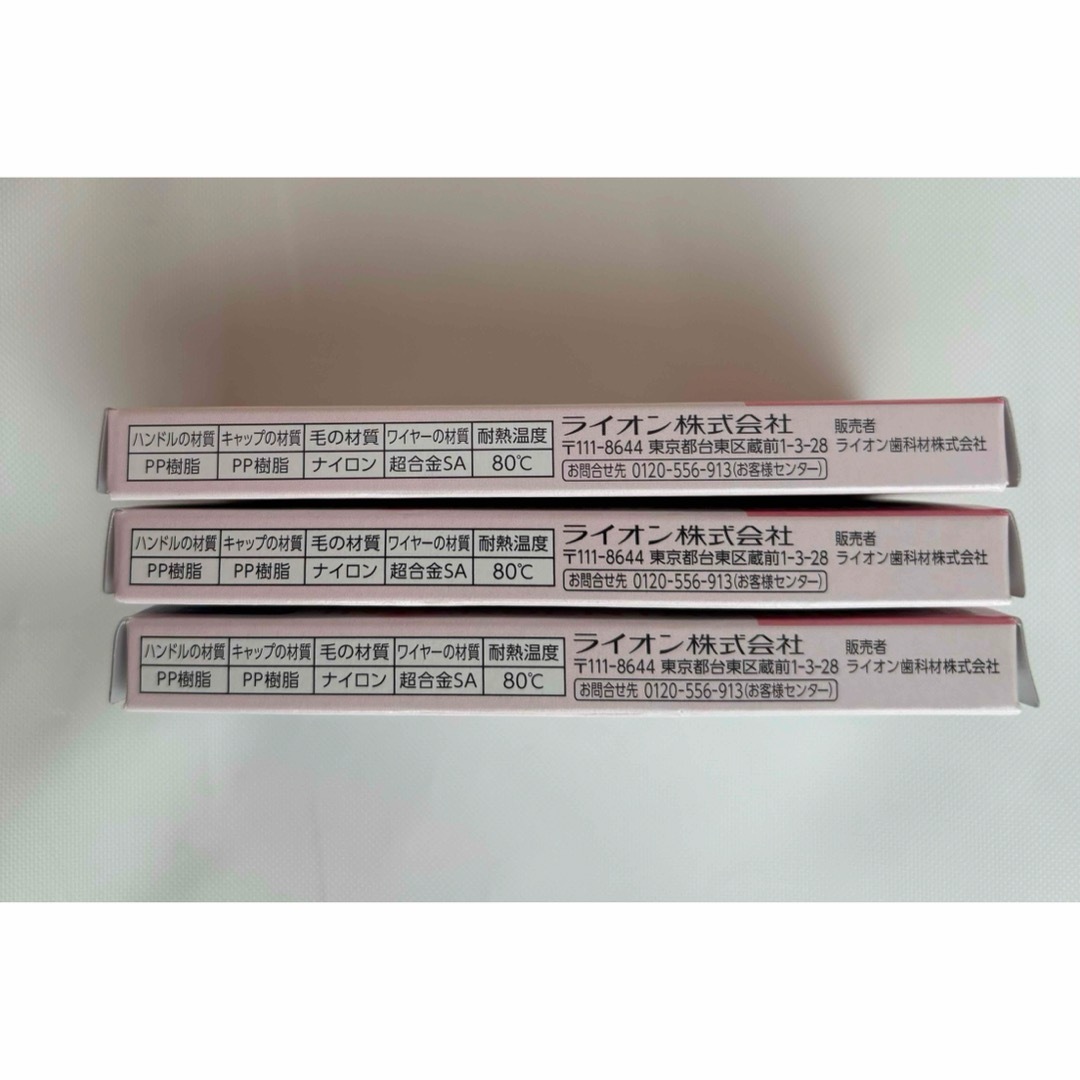 ハンドルの材質 キャップの材質 毛の材質 ワイヤーの材質 耐熱温度
PP樹脂 PP樹脂 ナイロン 超合金SA 80℃
ライオン株式会社
〒111-8644 東京都台東区蔵前1-3-28
お問合せ先 0120-556-913(お客様センター)
販売者
ライオン歯科材株式会社
ハンドルの材質 キャップの材質 毛の材質 ワイヤーの材質 耐熱温度
PP樹脂 PP樹脂 ナイロン 超合金SA 80℃
ライオン株式会社
〒111-8644 東京都台東区蔵前1-3-28
お問合せ先 0120-556-913(お客様センター)
販売者
ライオン歯科材株式会社
ハンドルの材質 キャップの材質 毛の材質 ワイヤーの材質 耐熱温度
PP樹脂 PP樹脂 ナイロン 超合金SA 80℃
ライオン株式会社
〒111-8644 東京都台東区蔵前1-3-28
お問合せ先 0120-556-913(お客様センター)
販売者
ライオン歯科材株式会社